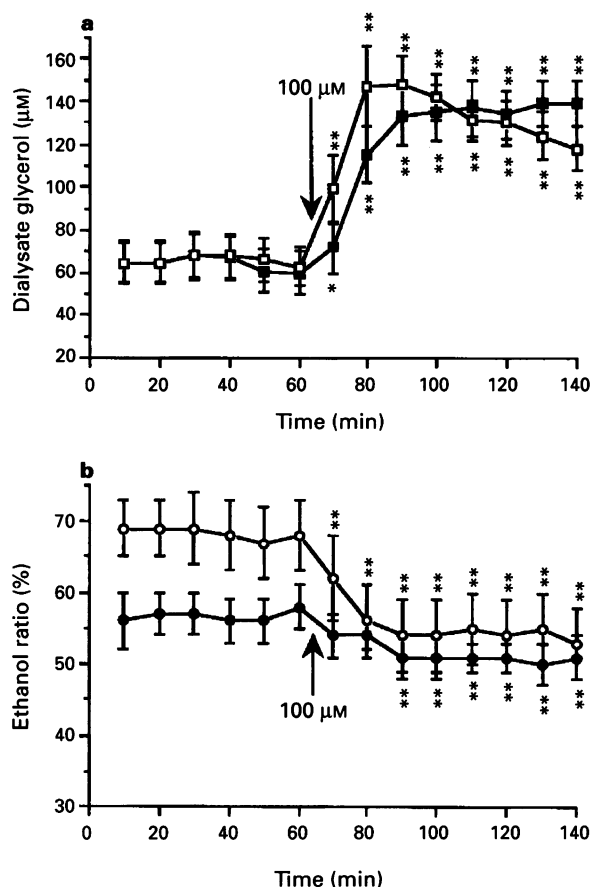 a
160
140
120
100
80
60
40
20
Dialysate glycerol (µM)
100 µM
** ** ** ** ** ** ** **
* ** ** ** ** ** ** **
0 20 40 60 80 100 120 140
Time (min)
b
70
60
50
40
30
Ethanol ratio (%)
** ** ** ** ** ** ** **
100 µM
** ** ** ** ** **
0 20 40 60 80 100 120 140
Time (min)